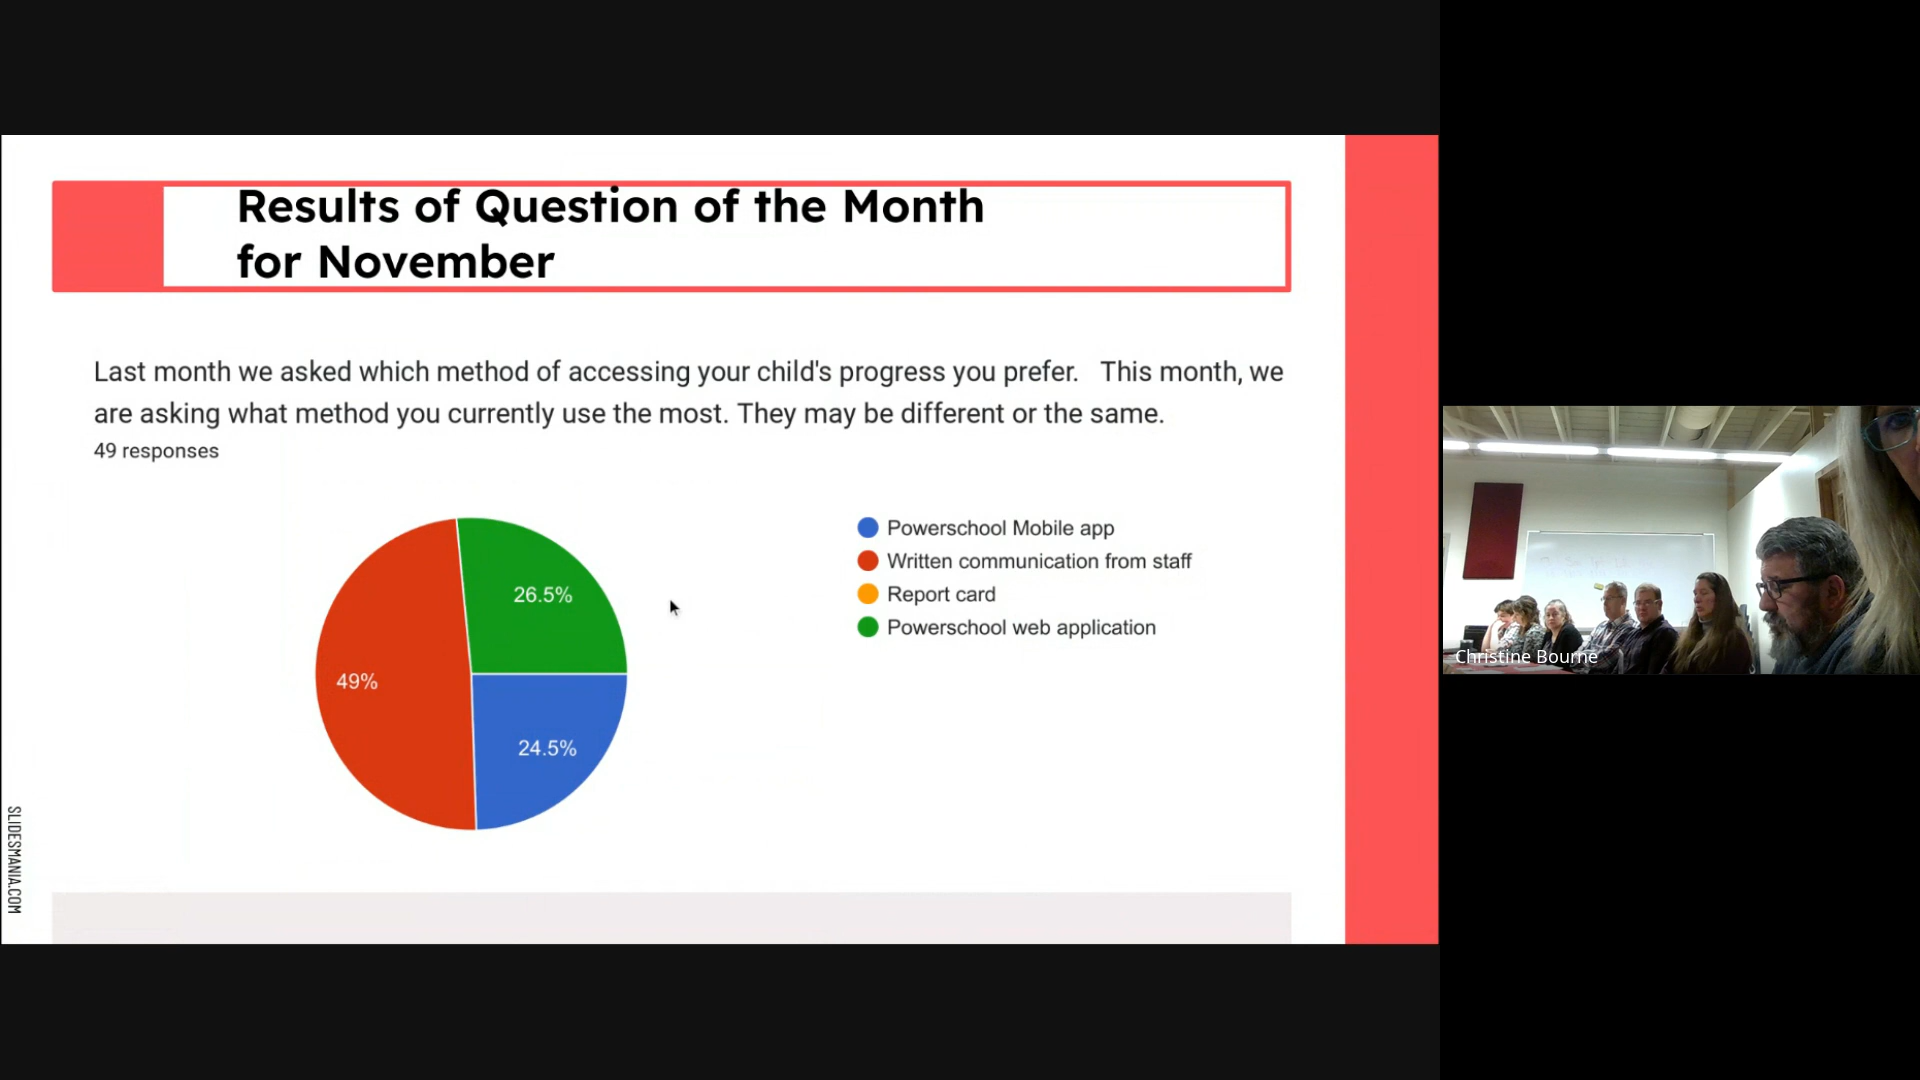 Results of Question of the Month
for November
Last month we asked which method of accessing your child's progress you prefer. This month, we
are asking what method you currently use the most. They may be different or the same.
49 responses
26.5%
49%
24.5%
Powerschool Mobile app
Written communication from staff
Report card
Powerschool web application
SLIDESMANIA.COM
Christine Bourne